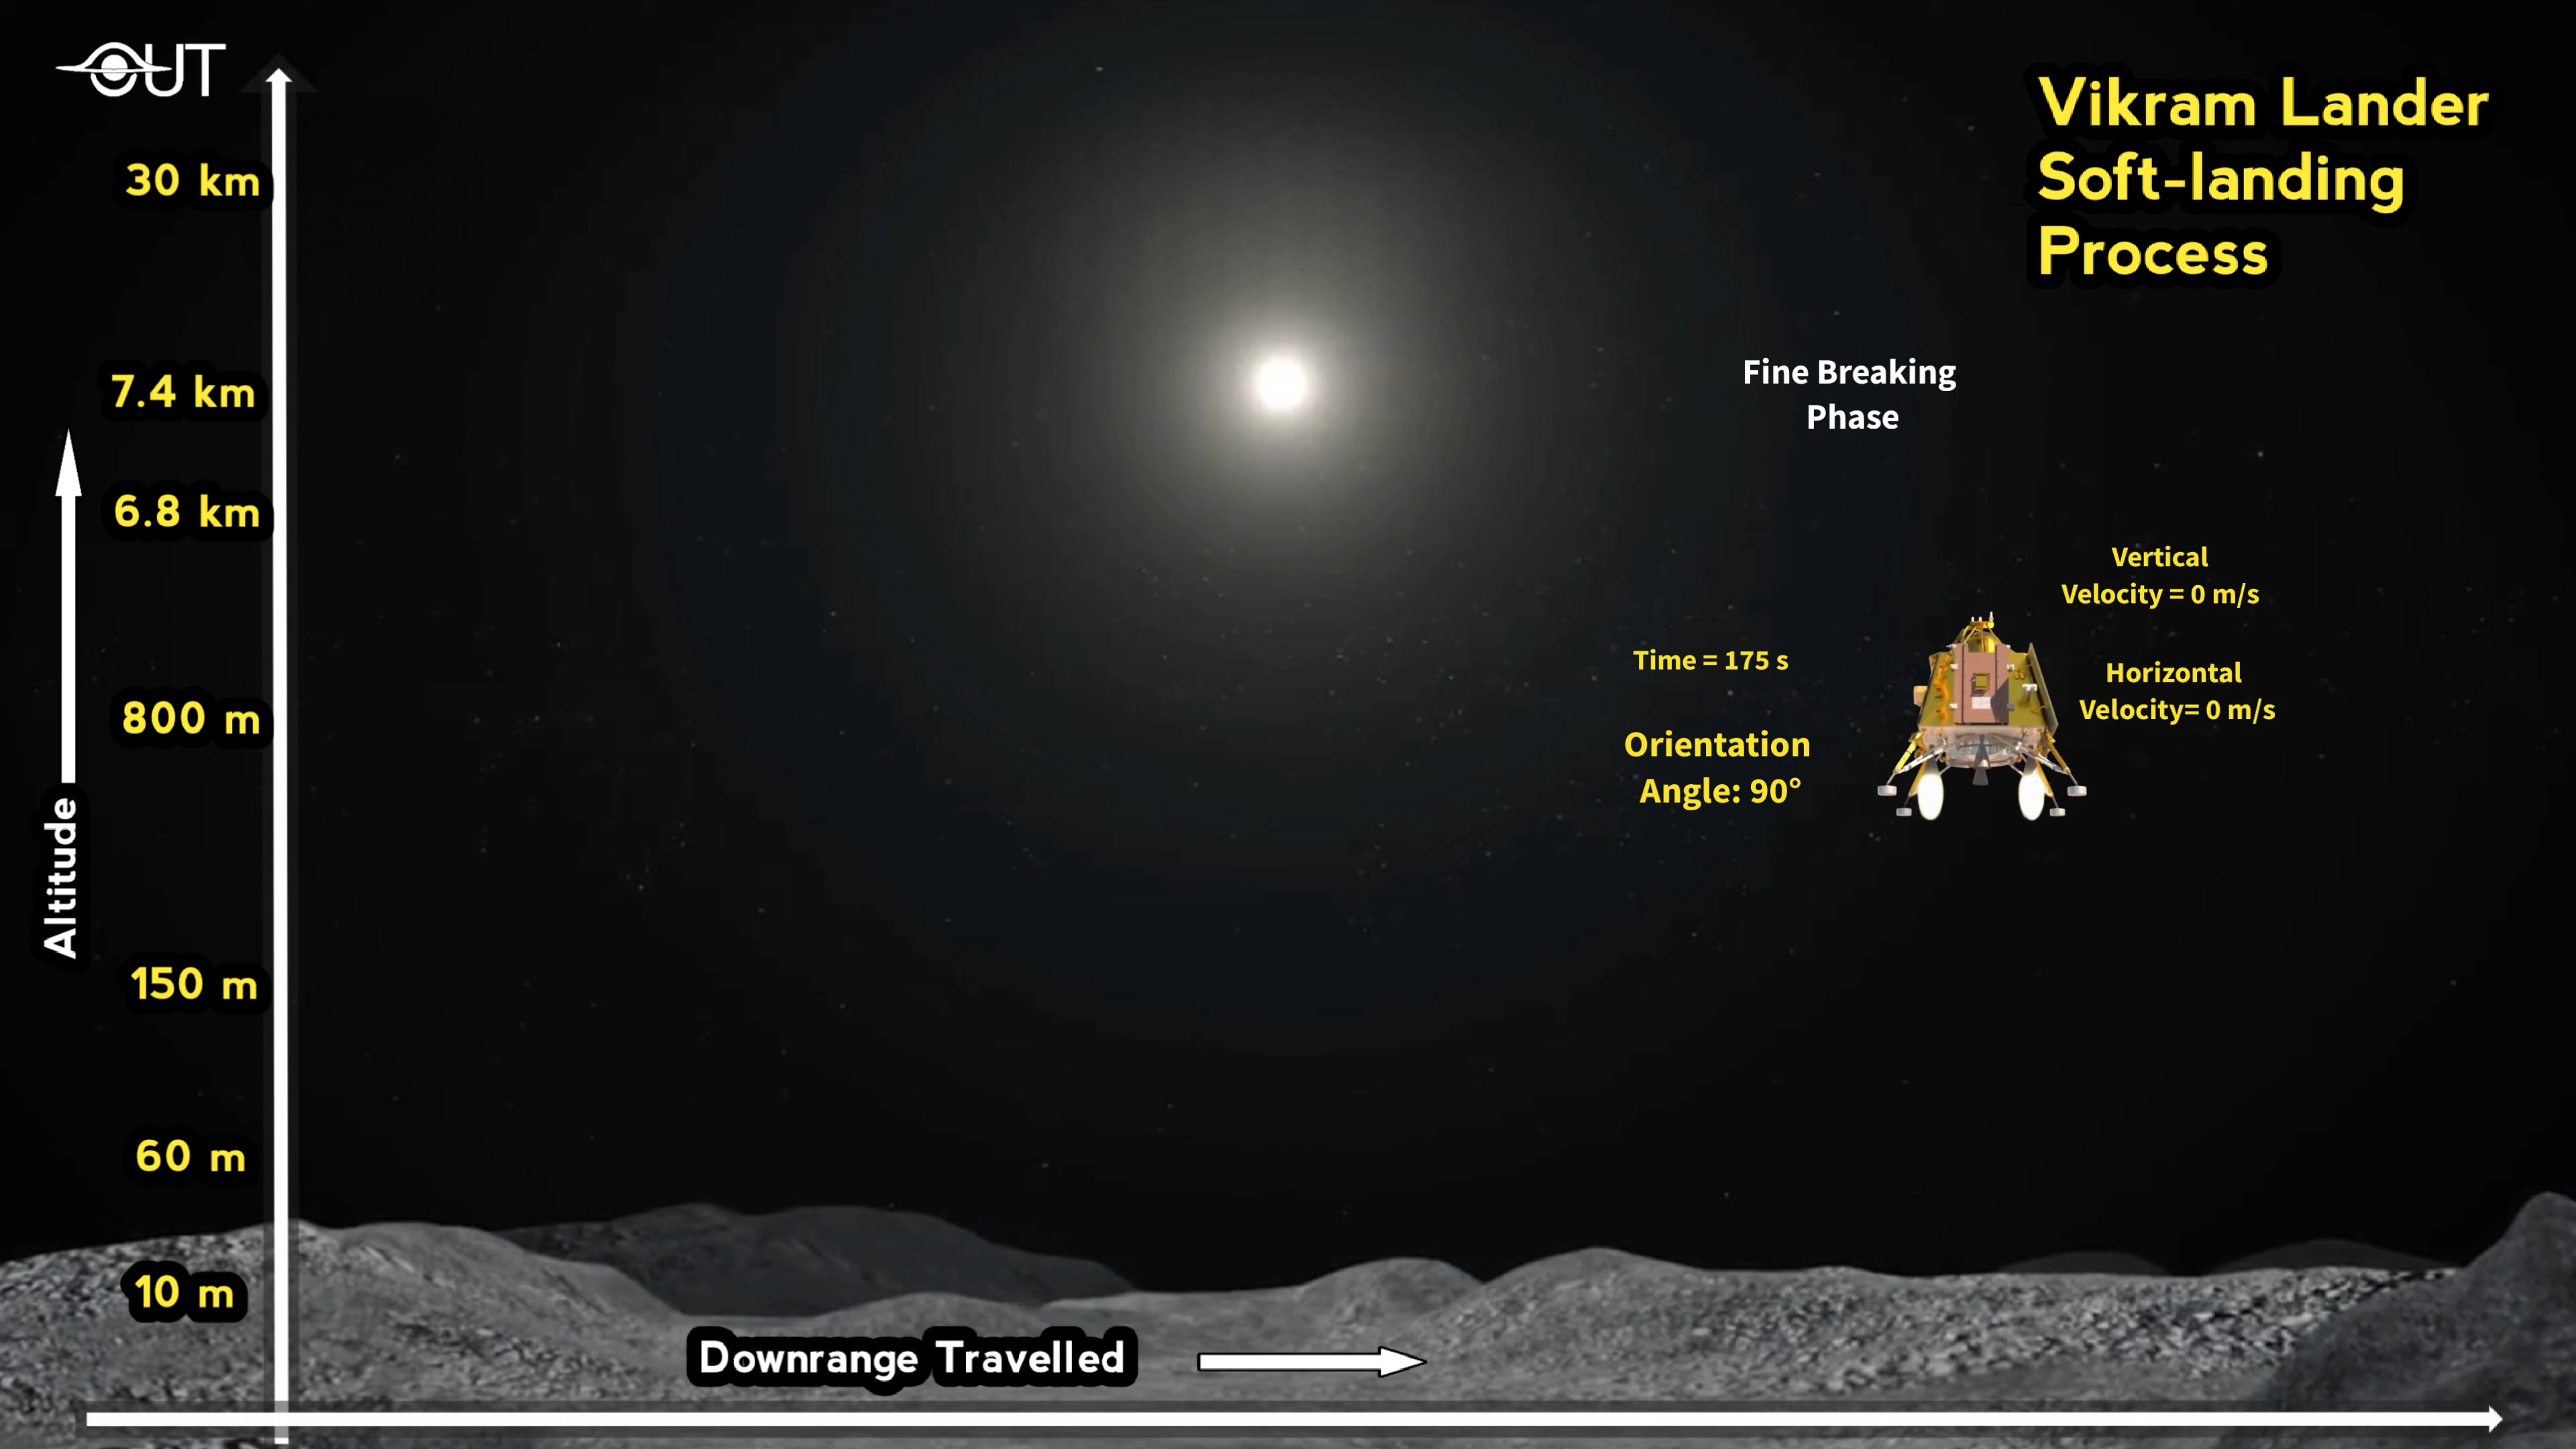 OUT
Vikram Lander
Soft-landing
Process
30 km
7.4 km
6.8 km
800 m
150 m
60 m
10 m
Altitude
Fine Breaking
Phase
Vertical
Velocity = 0 m/s
Time = 175 s
Horizontal
Velocity= 0 m/s
Orientation
Angle: 90°
Downrange Travelled